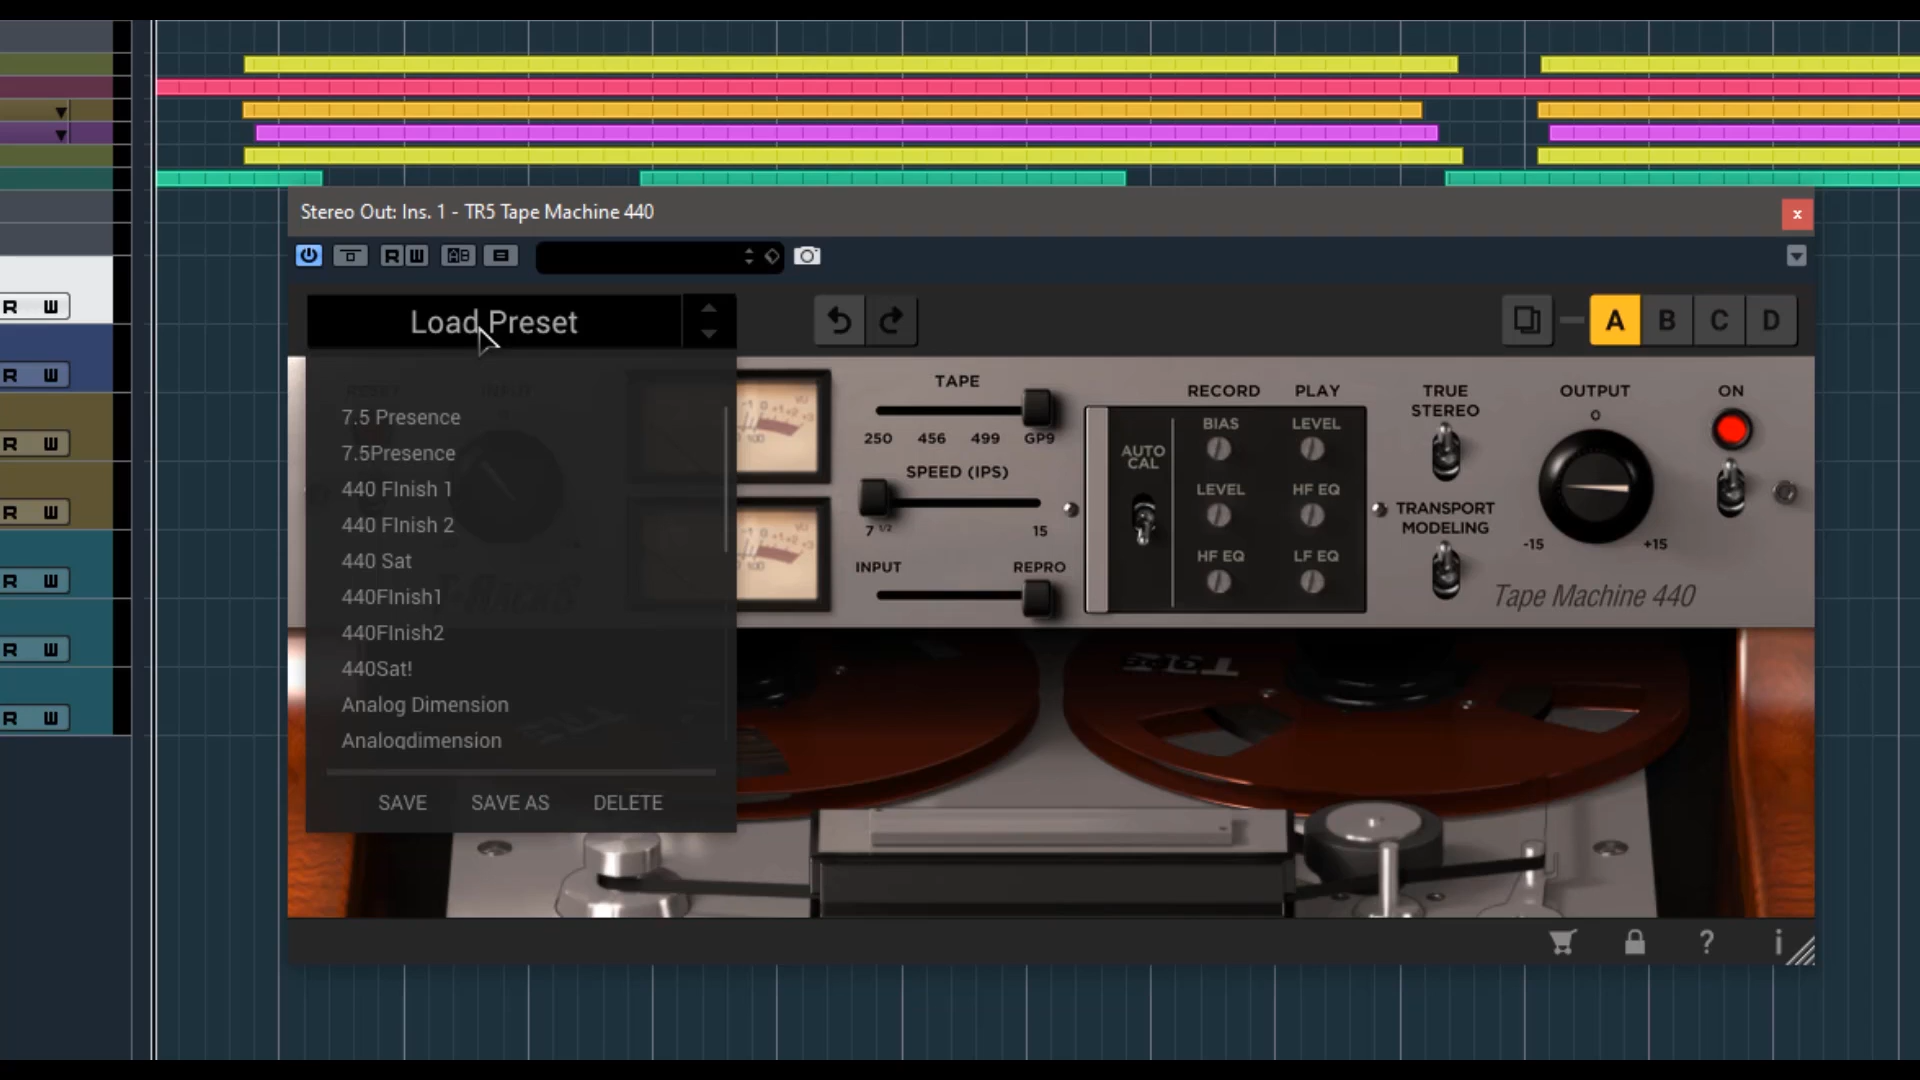 Stereo Out: Ins. 1 - TR5 Tape Machine 440
x
R W
Load Preset
A B C D
7.5 Presence
7.5Presence
440 FInish 1
440 FInish 2
440 Sat
440FInish1
440FInish2
440Sat!
Analog Dimension
Analogdimension
SAVE SAVE AS DELETE
TAPE
250 456 499 GP9
SPEED (IPS)
7 1/2 15
INPUT REPRO
RECORD PLAY
AUTO CAL
BIAS LEVEL
LEVEL HF EQ
HF EQ LF EQ
TRUE STEREO
TRANSPORT MODELING
OUTPUT
0
-15 +15
ON
Tape Machine 440
? i
R W
R W
R W
R W
R W
R W
R W